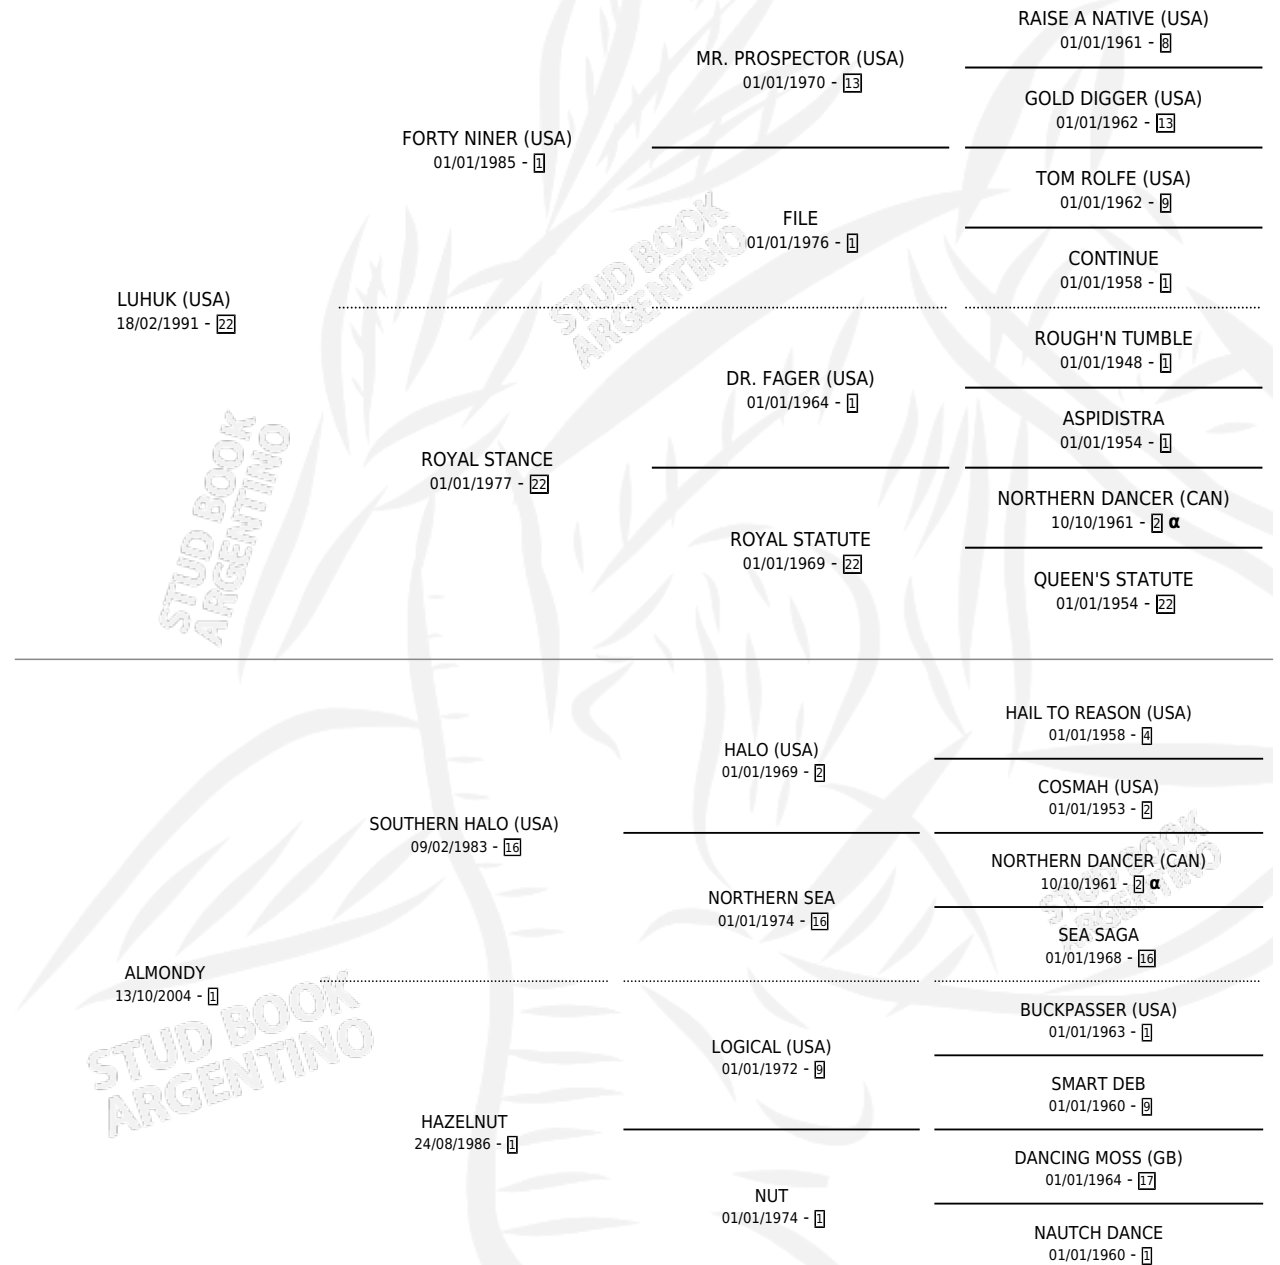 RAISE A NATIVE (USA)
01/01/1961 - 8
MR. PROSPECTOR (USA)
01/01/1970 - 13
GOLD DIGGER (USA)
01/01/1962 - 13
FORTY NINER (USA)
01/01/1985 - 1
TOM ROLFE (USA)
01/01/1962 - 9
FILE
01/01/1976 - 1
CONTINUE
01/01/1958 - 1
LUHUK (USA)
18/02/1991 - 22
ROUGH'N TUMBLE
01/01/1948 - 1
DR. FAGER (USA)
01/01/1964 - 1
ASPIDISTRA
01/01/1954 - 1
ROYAL STANCE
01/01/1977 - 22
NORTHERN DANCER (CAN)
10/10/1961 - 2 α
ROYAL STATUTE
01/01/1969 - 22
QUEEN'S STATUTE
01/01/1954 - 22
HAIL TO REASON (USA)
01/01/1958 - 4
HALO (USA)
01/01/1969 - 2
COSMAH (USA)
01/01/1953 - 2
SOUTHERN HALO (USA)
09/02/1983 - 16
NORTHERN DANCER (CAN)
10/10/1961 - 2 α
NORTHERN SEA
01/01/1974 - 16
SEA SAGA
01/01/1968 - 16
ALMONDY
13/10/2004 - 1
BUCKPASSER (USA)
01/01/1963 - 1
LOGICAL (USA)
01/01/1972 - 9
SMART DEB
01/01/1960 - 9
HAZELNUT
24/08/1986 - 1
DANCING MOSS (GB)
01/01/1964 - 17
NUT
01/01/1974 - 1
NAUTCH DANCE
01/01/1960 - 1
STUD BOOK
ARGENTINO
STUD BOOK
ARGENTINO
STUD BOOK
ARGENTINO
STUD BOOK
ARGENTINO